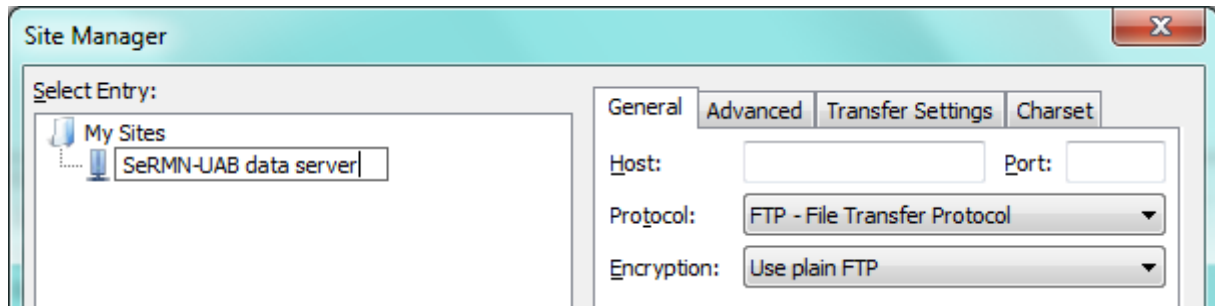 Site Manager
x
Select Entry:
My Sites
SeRMN-UAB data server
General Advanced Transfer Settings Charset
Host: Port:
Protocol: FTP - File Transfer Protocol
Encryption: Use plain FTP